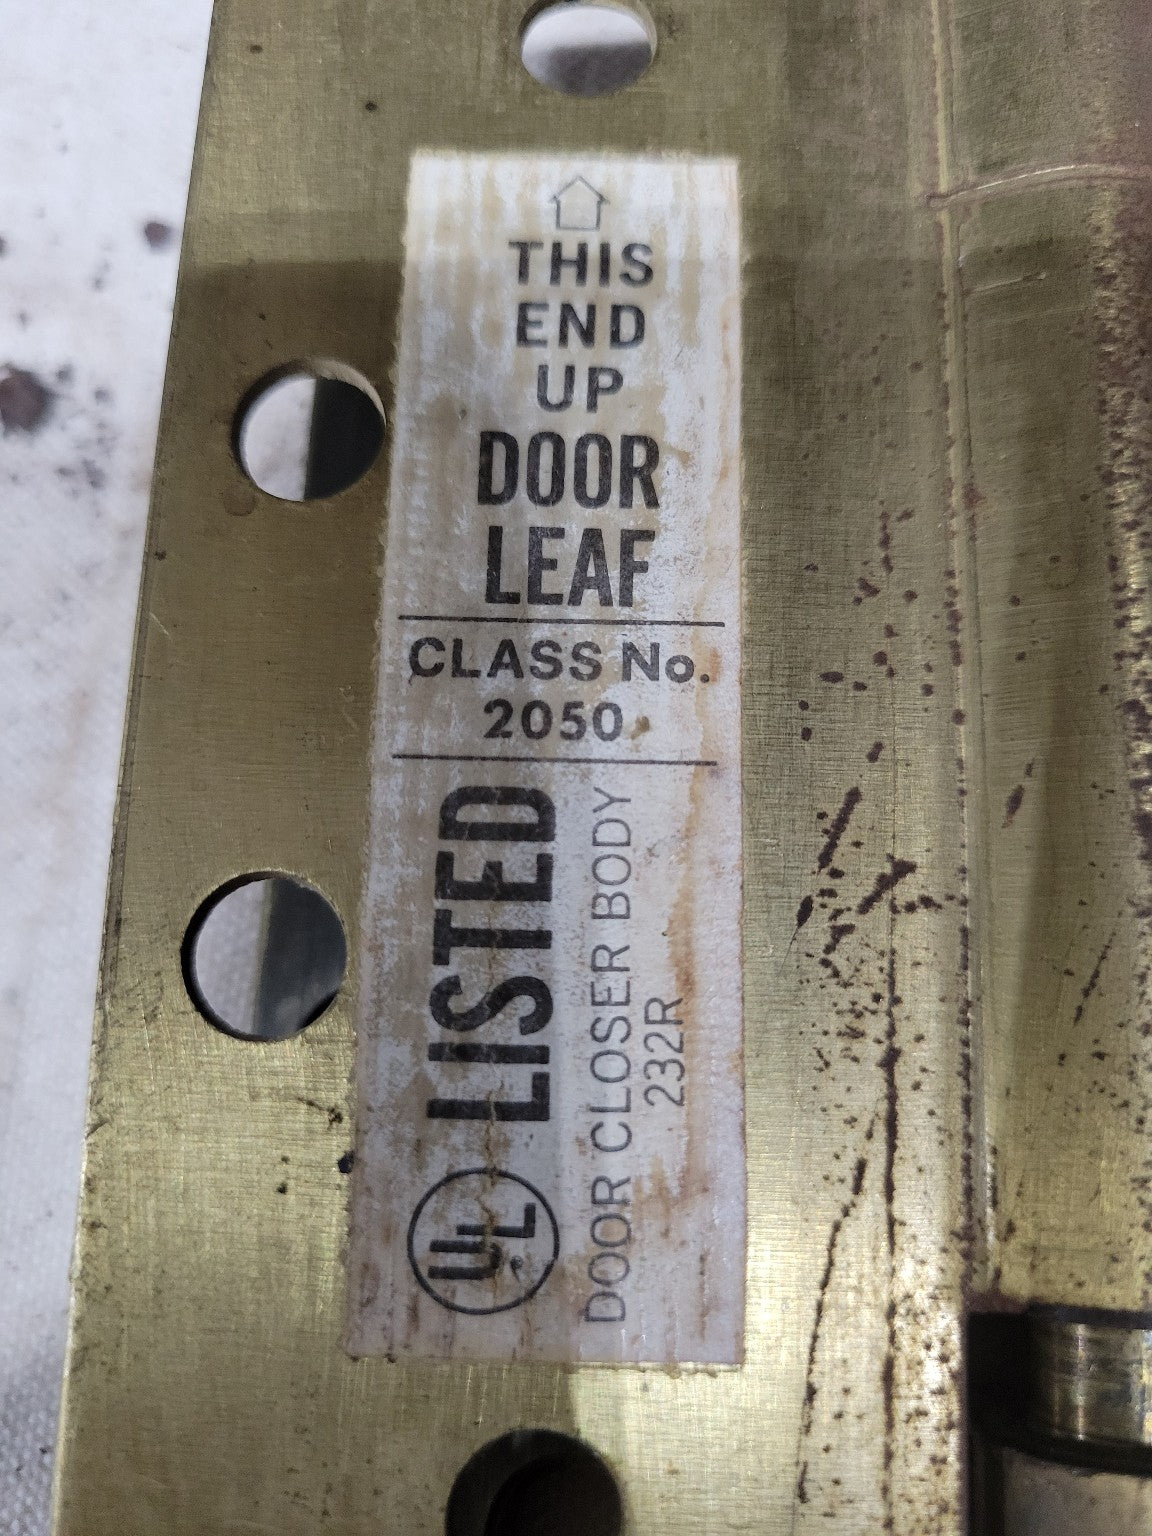 THIS
END
UP
DOOR
LEAF
CLASS No.
2050
UL LISTED
DOOR CLOSER BODY
232R